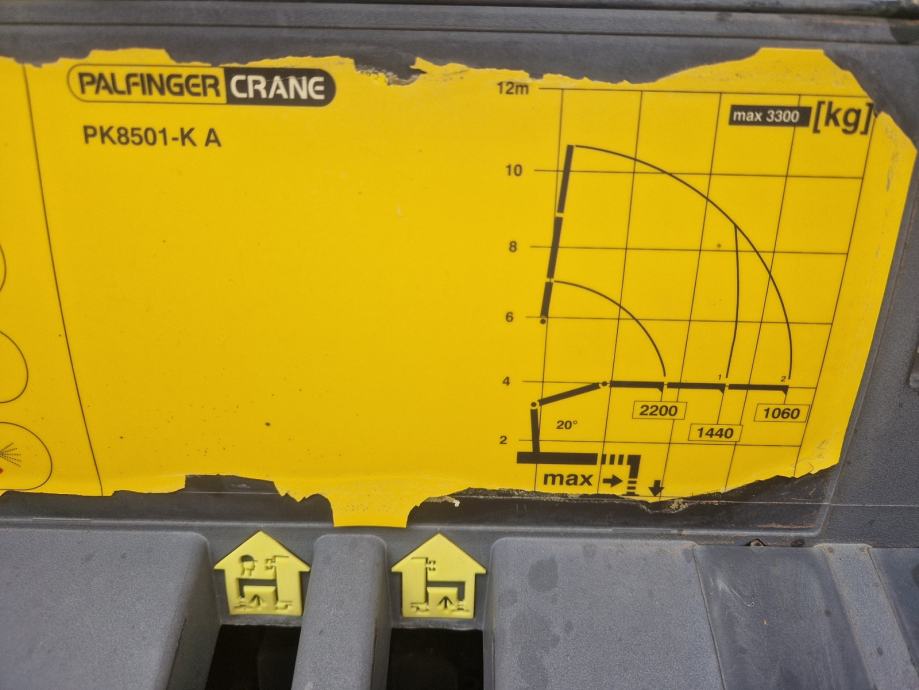 PALFINGER CRANE
PK8501-K A
12m
max 3300 [kg]
10
8
6
4
1
2
2200
1440
1060
20°
2
max